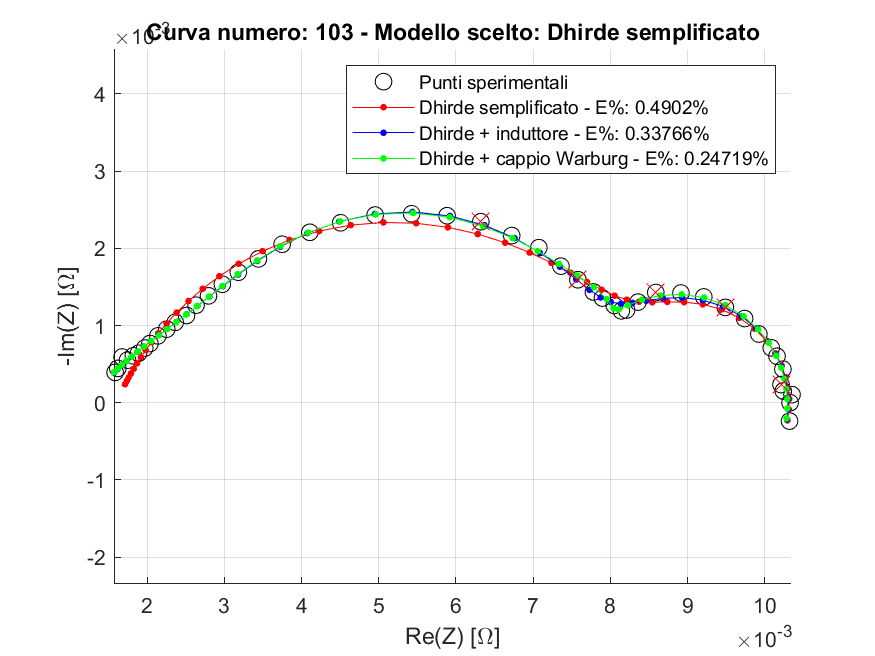 Curva numero: 103 - Modello scelto: Dhirde semplificato
×10⁻³
Punti sperimentali
Dhirde semplificato - E%: 0.4902%
Dhirde + induttore - E%: 0.33766%
Dhirde + cappio Warburg - E%: 0.24719%
4
3
2
1
0
-1
-2
-Im(Z) [Ω]
2 3 4 5 6 7 8 9 10
Re(Z) [Ω]
×10⁻³